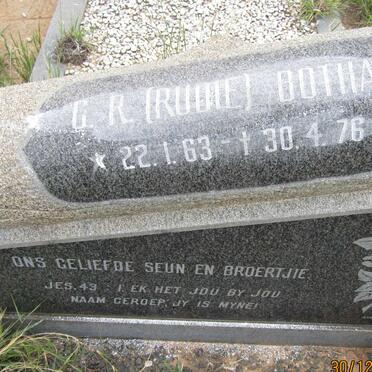 G. R. (RUDIE) BOTHA
* 22.1.63 - † 30.4.76
ONS GELIEFDE SEUN EN BROERTJIE
JES. 43 : 1. EK HET JOU BY JOU
NAAM GEROEP, JY IS MYNE!
30/12